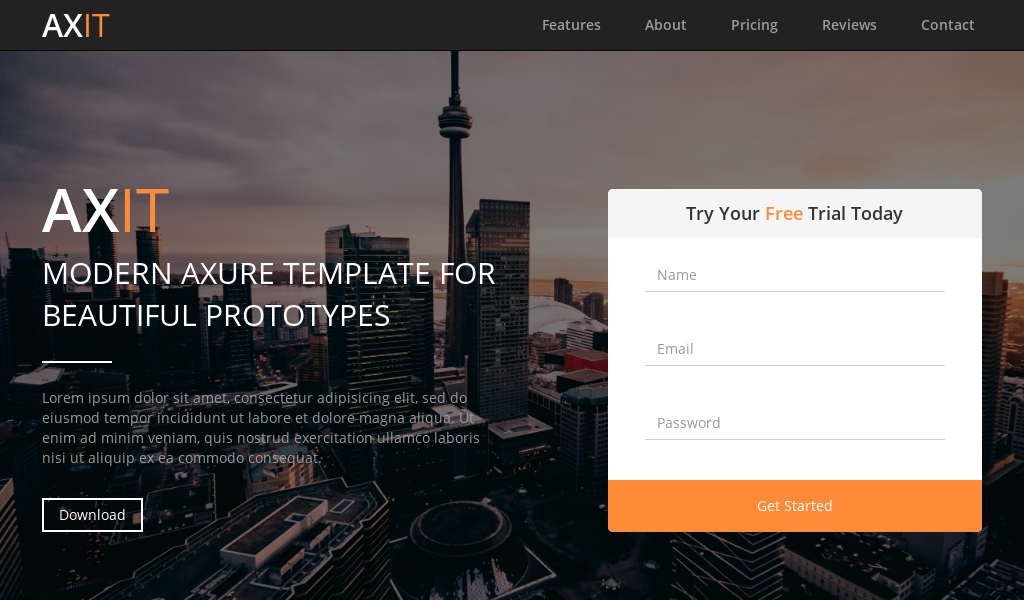 AXIT
Features
About
Pricing
Reviews
Contact
AXIT
MODERN AXURE TEMPLATE FOR
BEAUTIFUL PROTOTYPES
Lorem ipsum dolor sit amet, consectetur adipisicing elit, sed do
eiusmod tempor incididunt ut labore et dolore magna aliqua. Ut
enim ad minim veniam, quis nostrud exercitation ullamco laboris
nisi ut aliquip ex ea commodo consequat.
Download
Try Your Free Trial Today
Name
Email
Password
Get Started